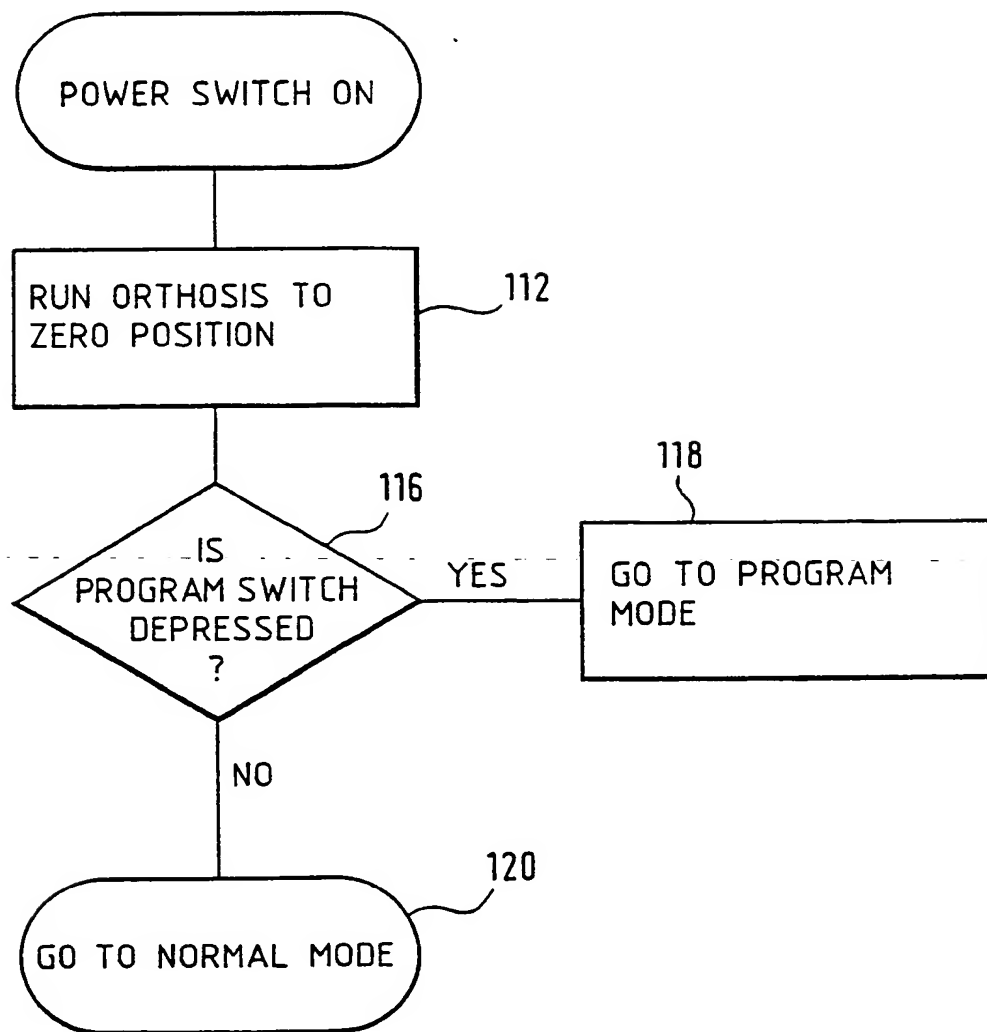 POWER SWITCH ON
RUN ORTHOSIS TO
ZERO POSITION
112
116
IS
PROGRAM SWITCH
DEPRESSED
?
YES
118
GO TO PROGRAM
MODE
NO
120
GO TO NORMAL MODE